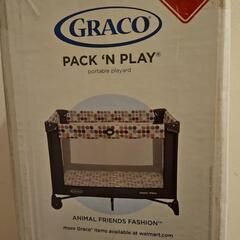 GRACO®
PACK 'N PLAY®
portable playard
ANIMAL FRIENDS FASHION™
more Graco® items available at walmart.com